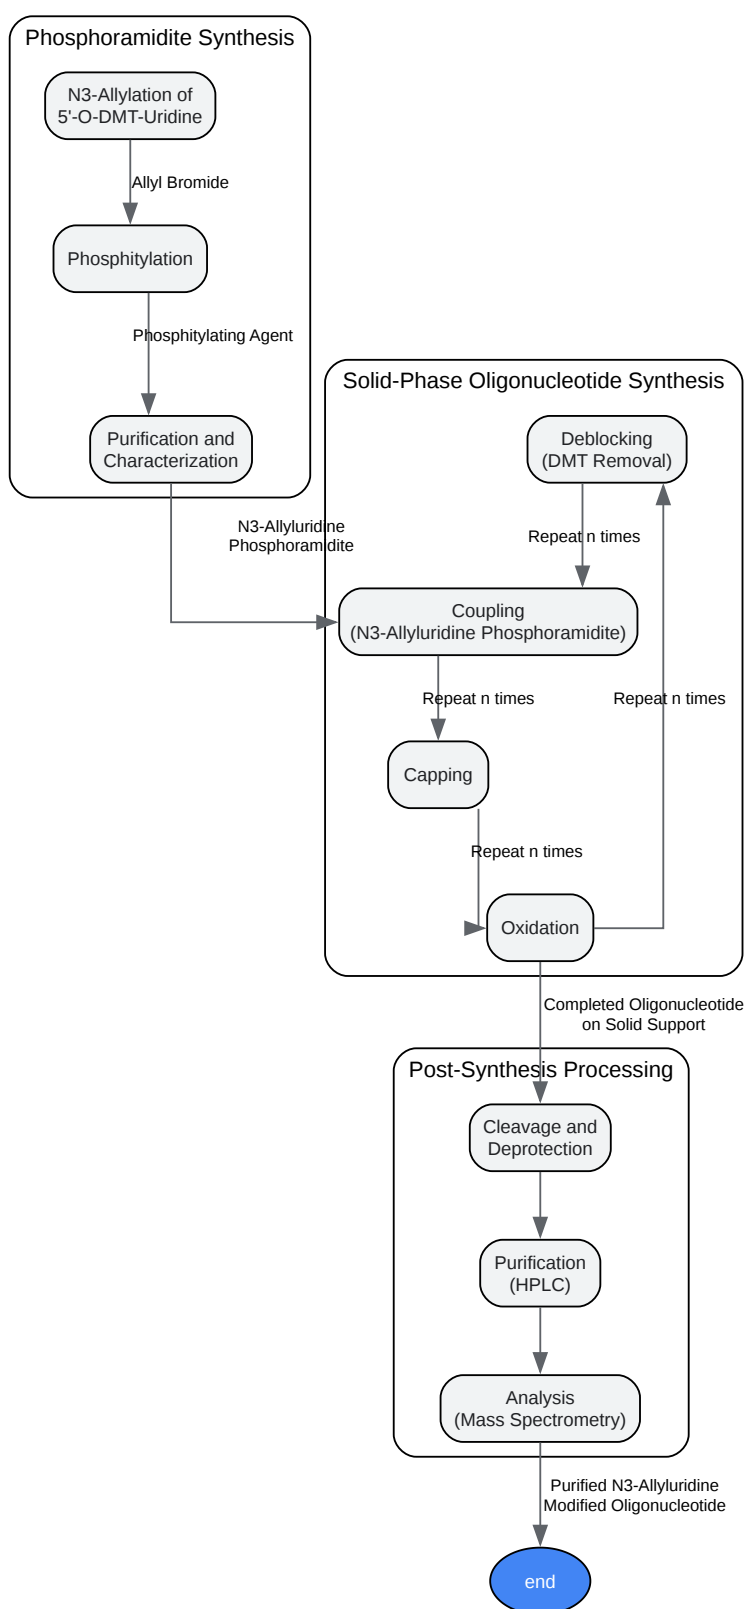 Phosphoramidite Synthesis
N3-Allylation of
5'-O-DMT-Uridine
Allyl Bromide
Phosphitylation
Phosphitylating Agent
Purification and
Characterization
N3-Allyluridine
Phosphoramidite
Solid-Phase Oligonucleotide Synthesis
Deblocking
(DMT Removal)
Repeat n times
Coupling
(N3-Allyluridine Phosphoramidite)
Repeat n times
Repeat n times
Capping
Repeat n times
Oxidation
Completed Oligonucleotide
on Solid Support
Post-Synthesis Processing
Cleavage and
Deprotection
Purification
(HPLC)
Analysis
(Mass Spectrometry)
Purified N3-Allyluridine
Modified Oligonucleotide
end